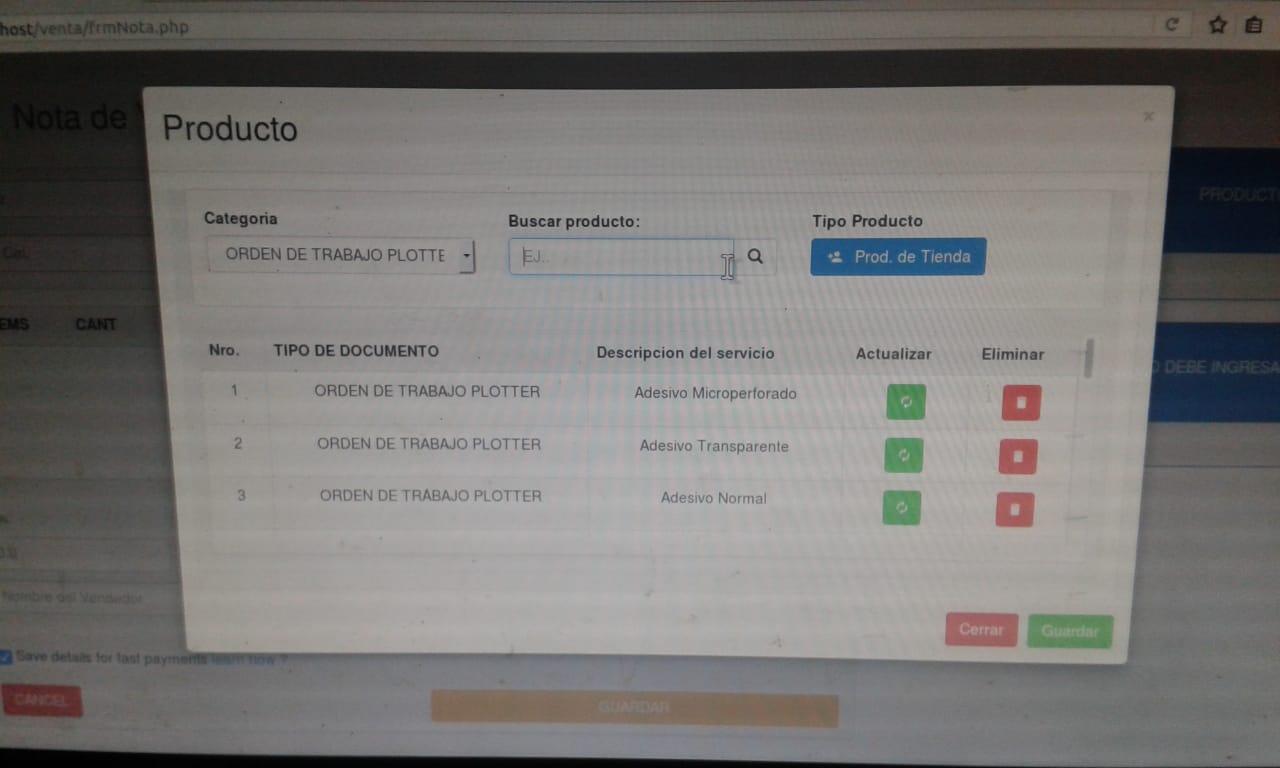 host/venta/frmNota.php
Nota de
Producto
×
PRODUCT
Categoria
Buscar producto:
Tipo Producto
ORDEN DE TRABAJO PLOTTE
EJ..
Prod. de Tienda
EMS CANT
Nro. TIPO DE DOCUMENTO Descripcion del servicio Actualizar Eliminar
O DEBE INGRESA
1 ORDEN DE TRABAJO PLOTTER Adesivo Microperforado
2 ORDEN DE TRABAJO PLOTTER Adesivo Transparente
3 ORDEN DE TRABAJO PLOTTER Adesivo Normal
Nombre del Vendedor
Cerrar Guardar
Save details for fast payments learn how ?
CANCEL
GUARDAR